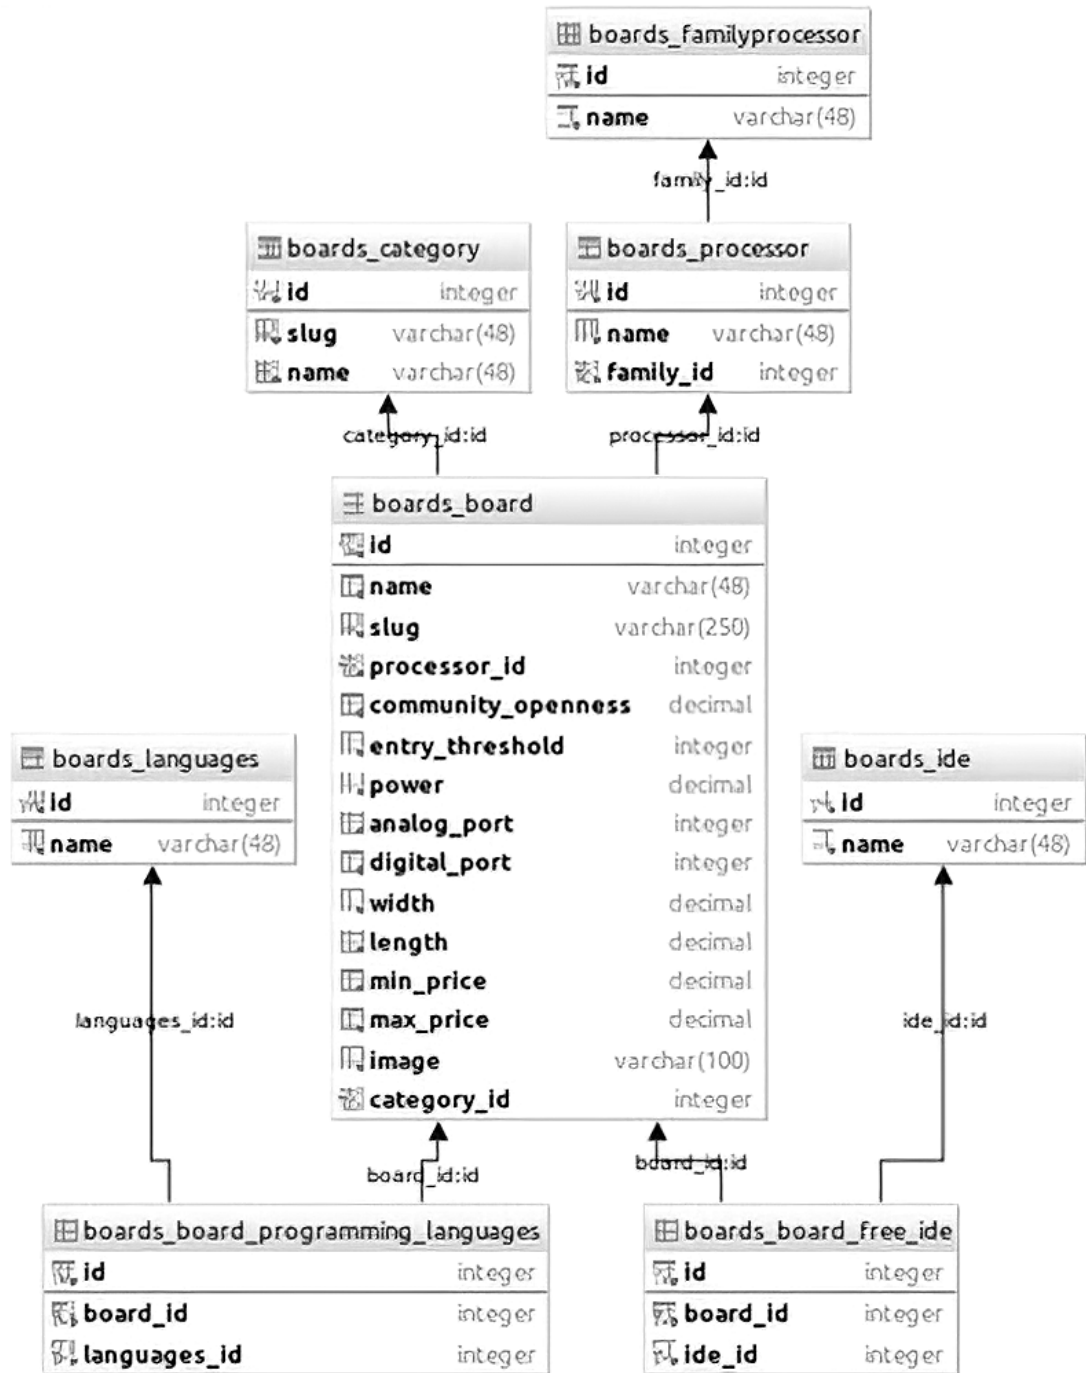 boards_familyprocessor
id integer
name varchar(48)
family_id:id
boards_category
id integer
slug varchar(48)
name varchar(48)
boards_processor
id integer
name varchar(48)
family_id integer
category_id:id
processor_id:id
boards_board
id integer
name varchar(48)
slug varchar(250)
processor_id integer
community_openness decimal
entry_threshold integer
power decimal
analog_port integer
digital_port integer
width decimal
length decimal
min_price decimal
max_price decimal
image varchar(100)
category_id integer
boards_languages
id integer
name varchar(48)
boards_ide
id integer
name varchar(48)
languages_id:id
ide_id:id
board_id:id
board_id:id
boards_board_programming_languages
id integer
board_id integer
languages_id integer
boards_board_free_ide
id integer
board_id integer
ide_id integer